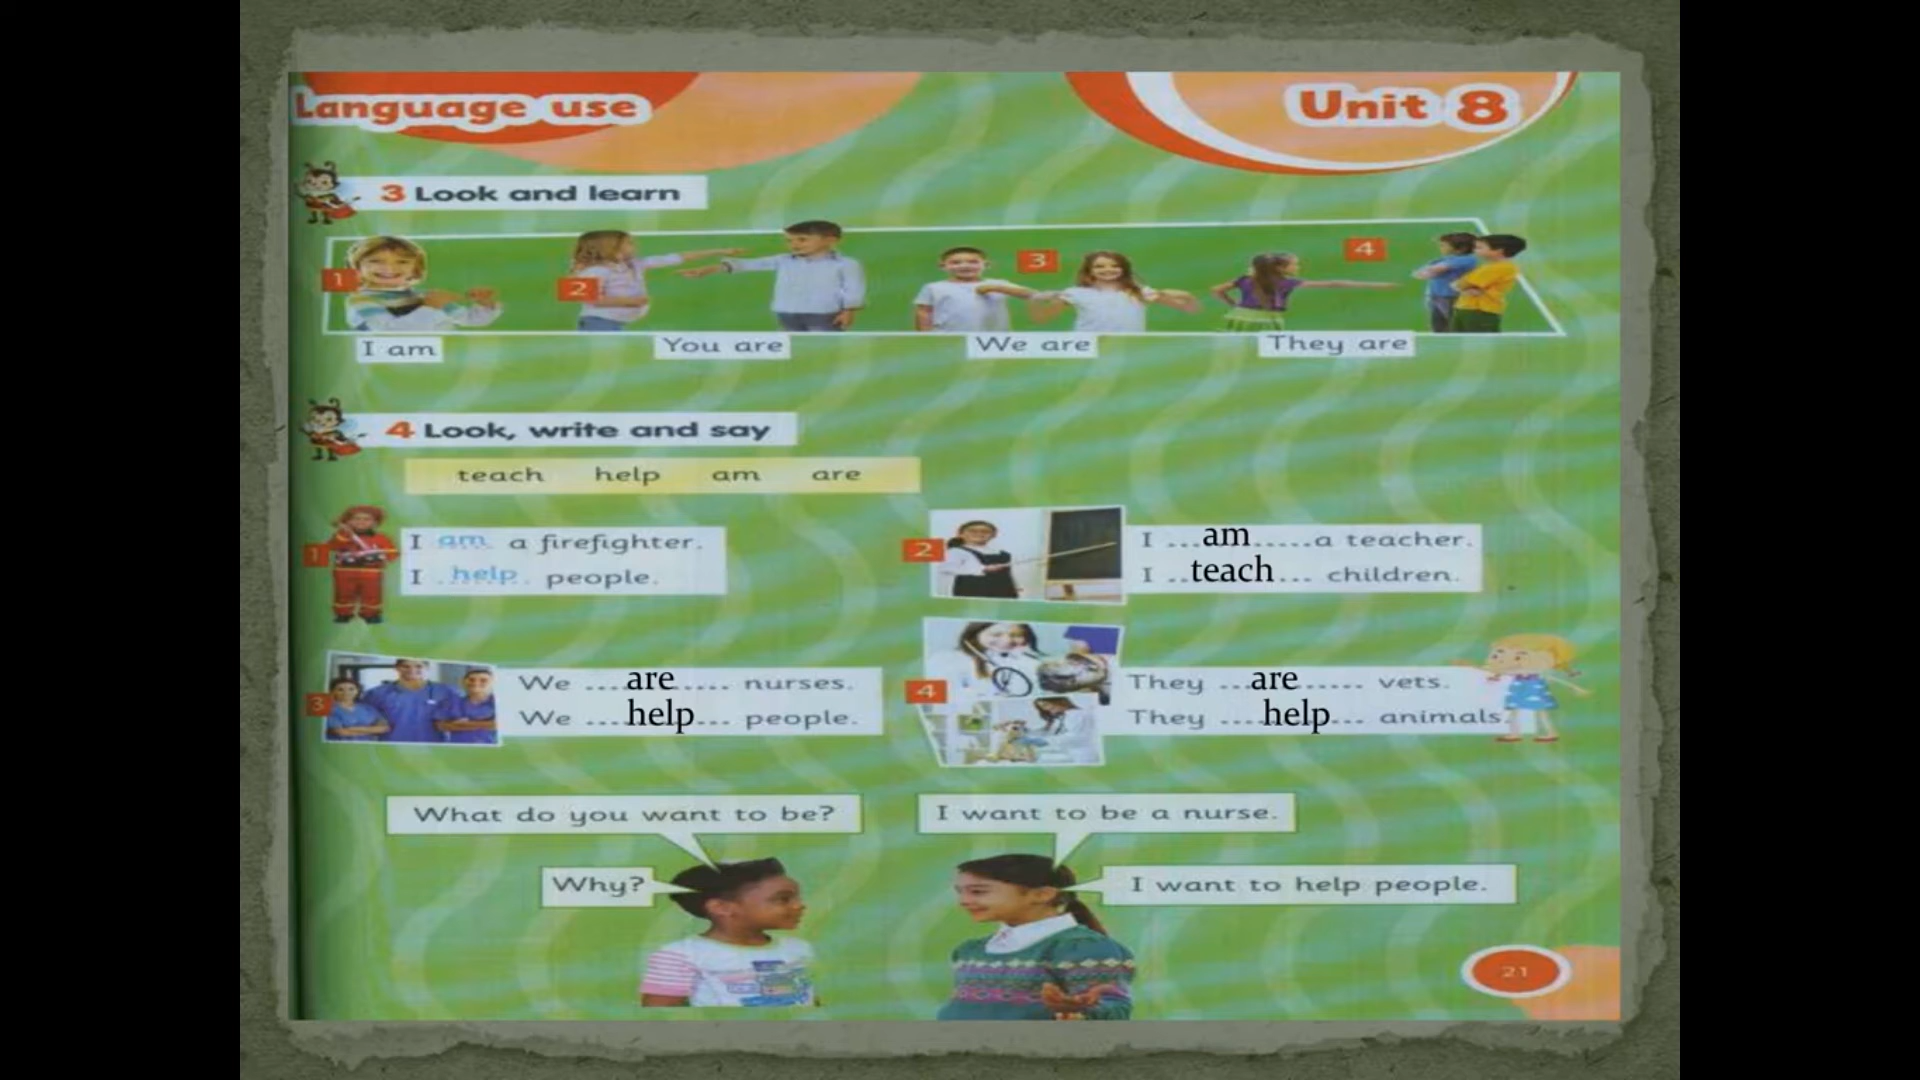 Language use
Unit 8
3 Look and learn
1
2
3
4
I am
You are
We are
They are
4 Look, write and say
teach help am are
1
I am a firefighter.
I ..help.. people.
2
I ...am......a teacher.
I ..teach... children.
3
We ....are..... nurses.
We ....help... people.
4
They ...are...... vets.
They ....help... animals.
What do you want to be?
I want to be a nurse.
Why?
I want to help people.
21